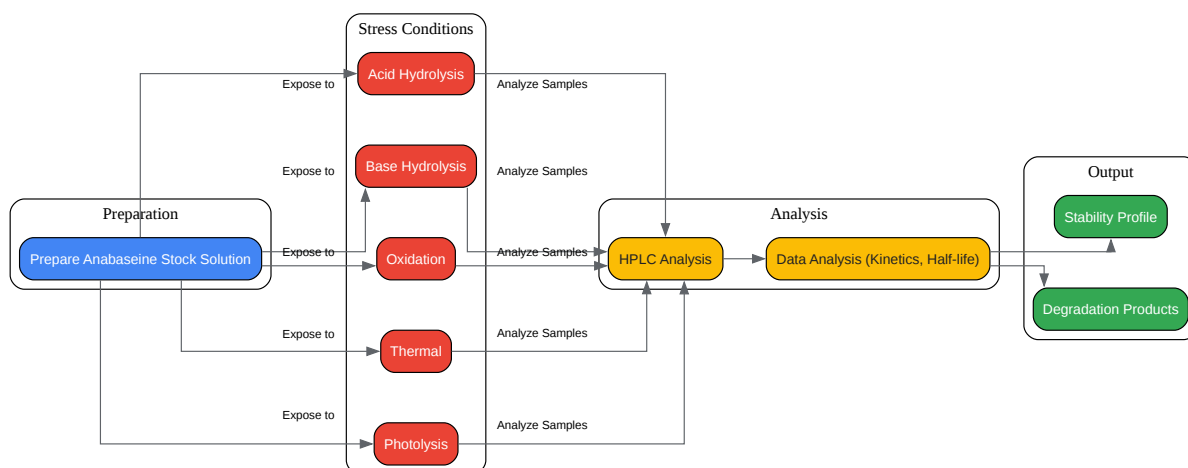 Stress Conditions
Acid Hydrolysis
Expose to
Analyze Samples
Base Hydrolysis
Expose to
Analyze Samples
Preparation
Prepare Anabaseine Stock Solution
Expose to
Oxidation
Analyze Samples
Expose to
Thermal
Analyze Samples
Expose to
Photolysis
Analyze Samples
Analysis
HPLC Analysis
Data Analysis (Kinetics, Half-life)
Output
Stability Profile
Degradation Products